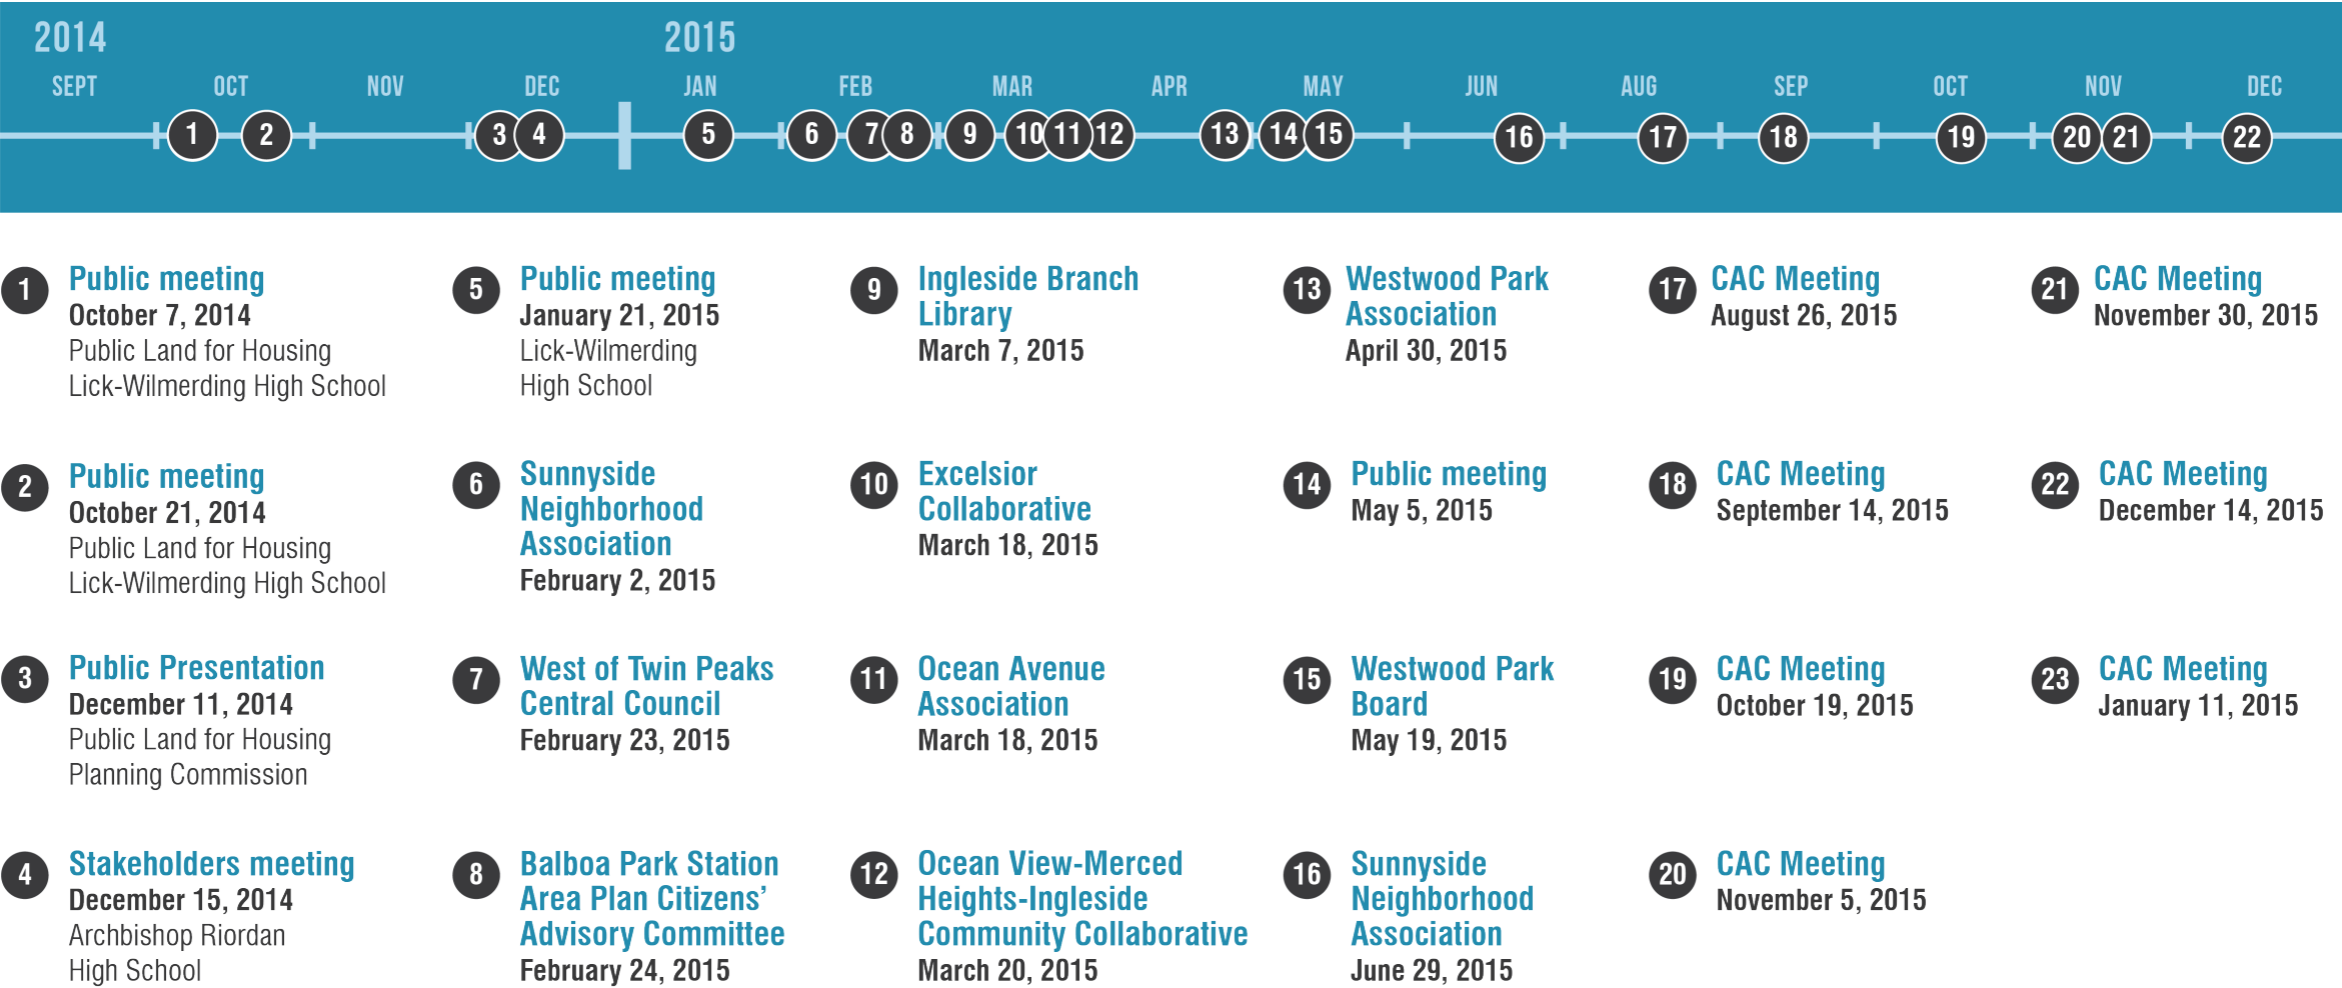 2014
2015
SEPT OCT NOV DEC JAN FEB MAR APR MAY JUN AUG SEP OCT NOV DEC
1 2 3 4 5 6 7 8 9 10 11 12 13 14 15 16 17 18 19 20 21 22
1
Public meeting
October 7, 2014
Public Land for Housing
Lick-Wilmerding High School
2
Public meeting
October 21, 2014
Public Land for Housing
Lick-Wilmerding High School
3
Public Presentation
December 11, 2014
Public Land for Housing
Planning Commission
4
Stakeholders meeting
December 15, 2014
Archbishop Riordan
High School
5
Public meeting
January 21, 2015
Lick-Wilmerding
High School
6
Sunnyside
Neighborhood
Association
February 2, 2015
7
West of Twin Peaks
Central Council
February 23, 2015
8
Balboa Park Station
Area Plan Citizens’
Advisory Committee
February 24, 2015
9
Ingleside Branch
Library
March 7, 2015
10
Excelsior
Collaborative
March 18, 2015
11
Ocean Avenue
Association
March 18, 2015
12
Ocean View-Merced
Heights-Ingleside
Community Collaborative
March 20, 2015
13
Westwood Park
Association
April 30, 2015
14
Public meeting
May 5, 2015
15
Westwood Park
Board
May 19, 2015
16
Sunnyside
Neighborhood
Association
June 29, 2015
17
CAC Meeting
August 26, 2015
18
CAC Meeting
September 14, 2015
19
CAC Meeting
October 19, 2015
20
CAC Meeting
November 5, 2015
21
CAC Meeting
November 30, 2015
22
CAC Meeting
December 14, 2015
23
CAC Meeting
January 11, 2015